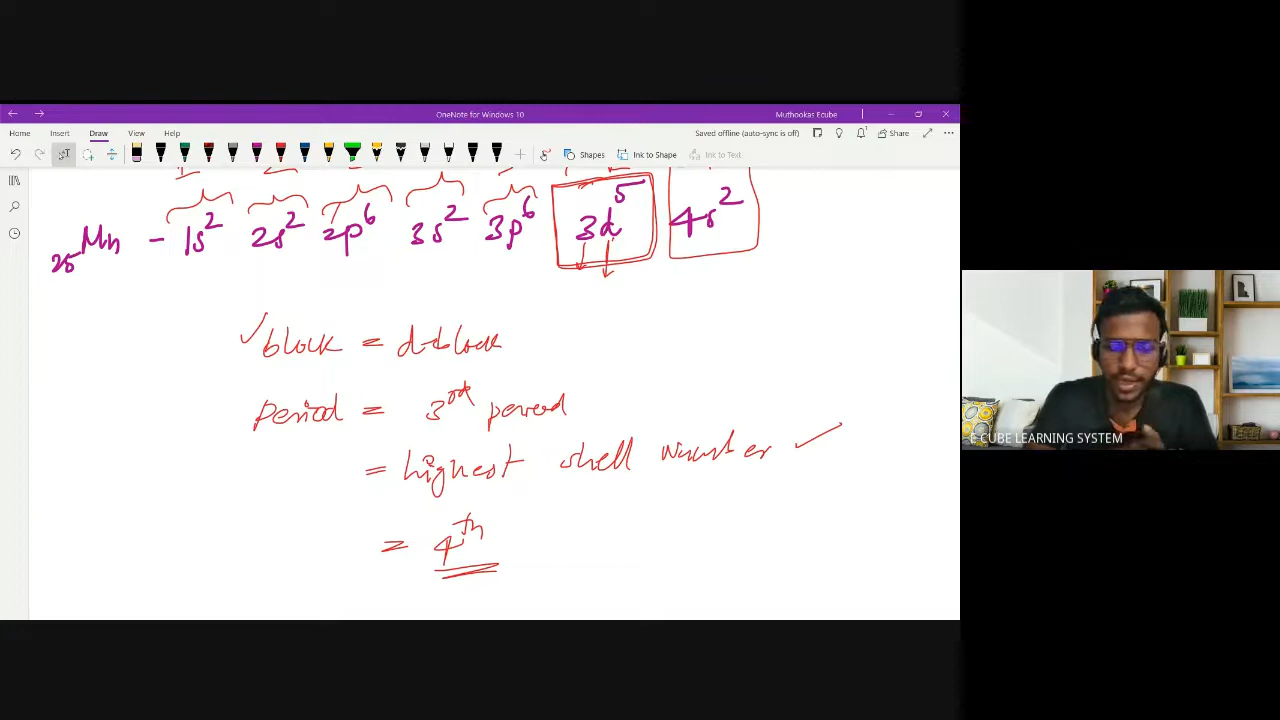 OneNote for Windows 10
Muthookas Ecube
Home Insert Draw View Help
Saved offline (auto-sync is off)
Share
Shapes
Ink to Shape
Ink to Text
25Mn - 1s² 2s² 2p⁶ 3s² 3p⁶ 3d⁵ 4s²
✓block = d-block
Period = 3rd period
= highest shell number ✓
= 4th
E CUBE LEARNING SYSTEM